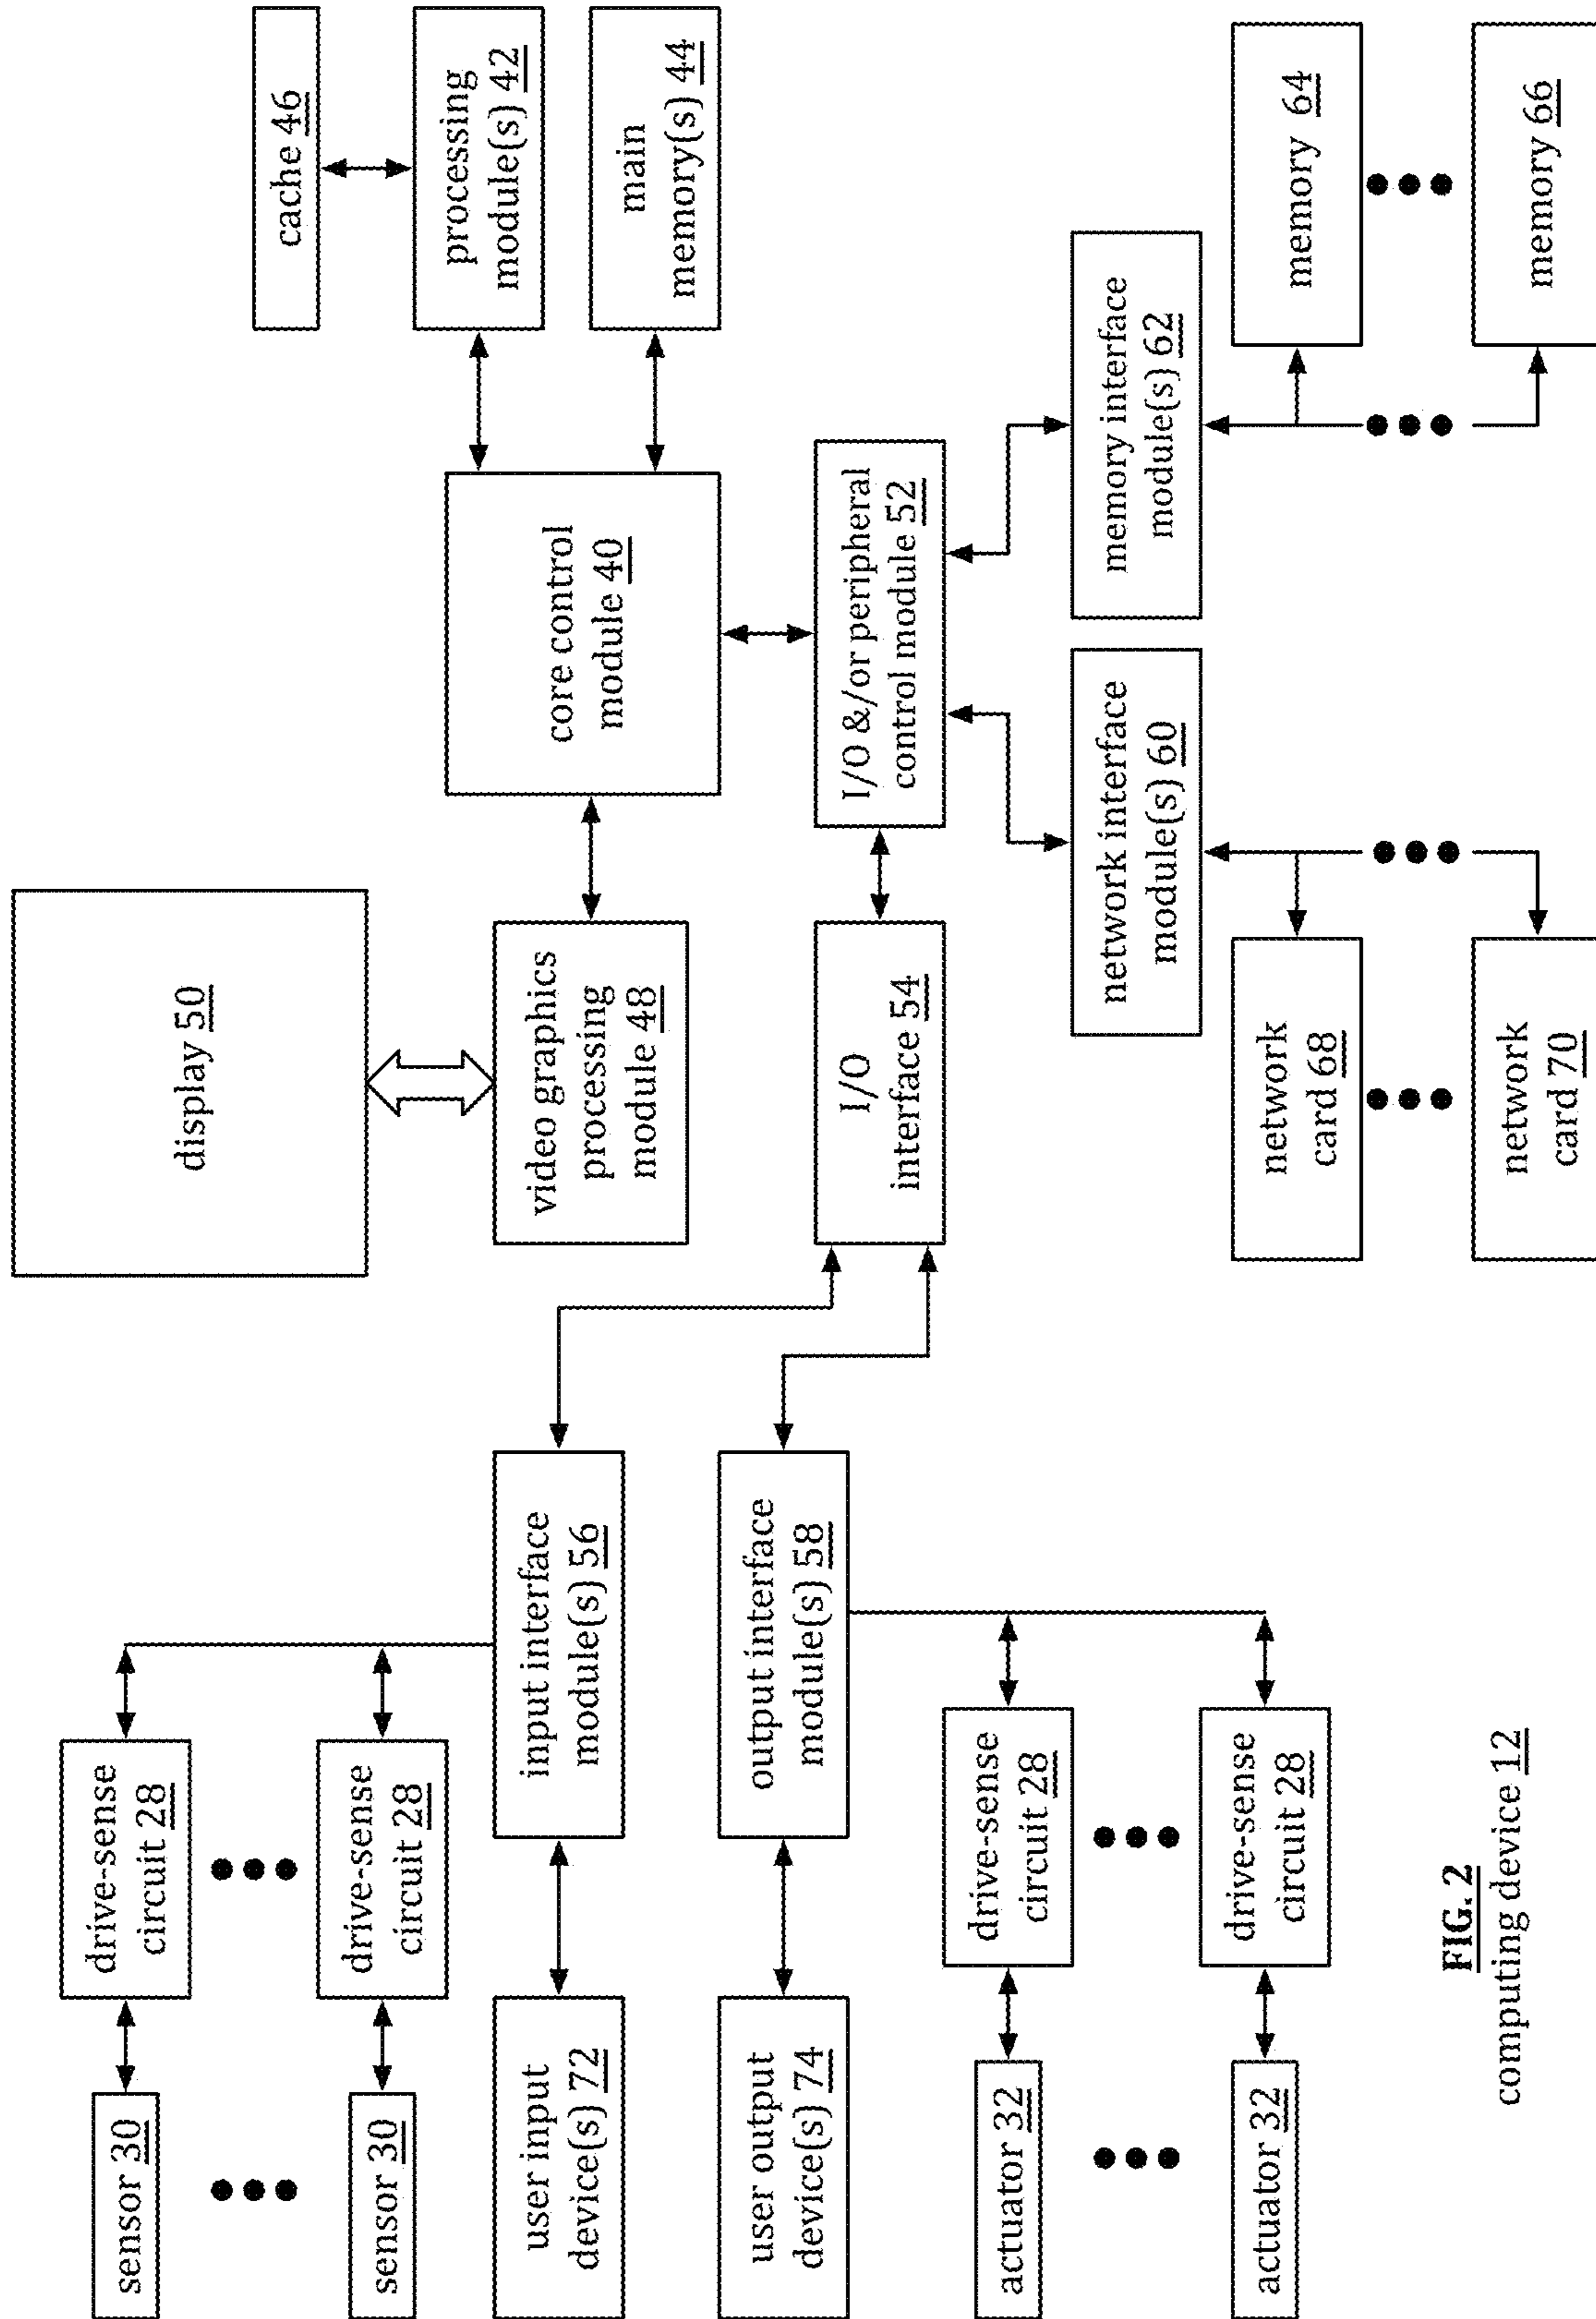 display 50
cache 46
processing
module(s) 42
main
memory(s) 44
core control
module 40
video graphics
processing
module 48
sensor 30
drive-sense
circuit 28
sensor 30
drive-sense
circuit 28
user input
device(s) 72
input interface
module(s) 56
user output
device(s) 74
output interface
module(s) 58
I/O
interface 54
I/O &/or peripheral
control module 52
network interface
module(s) 60
memory interface
module(s) 62
actuator 32
drive-sense
circuit 28
actuator 32
drive-sense
circuit 28
network
card 68
network
card 70
memory 64
memory 66
FIG. 2
computing device 12